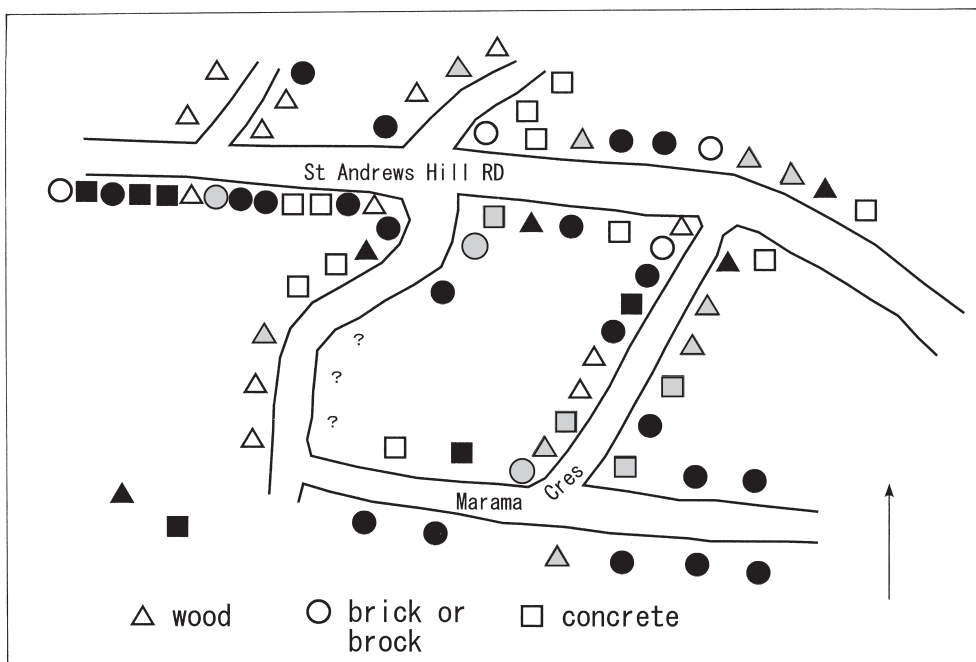 St Andrews Hill RD
?
?
?
Marama Cres
wood
brick or
brock
concrete